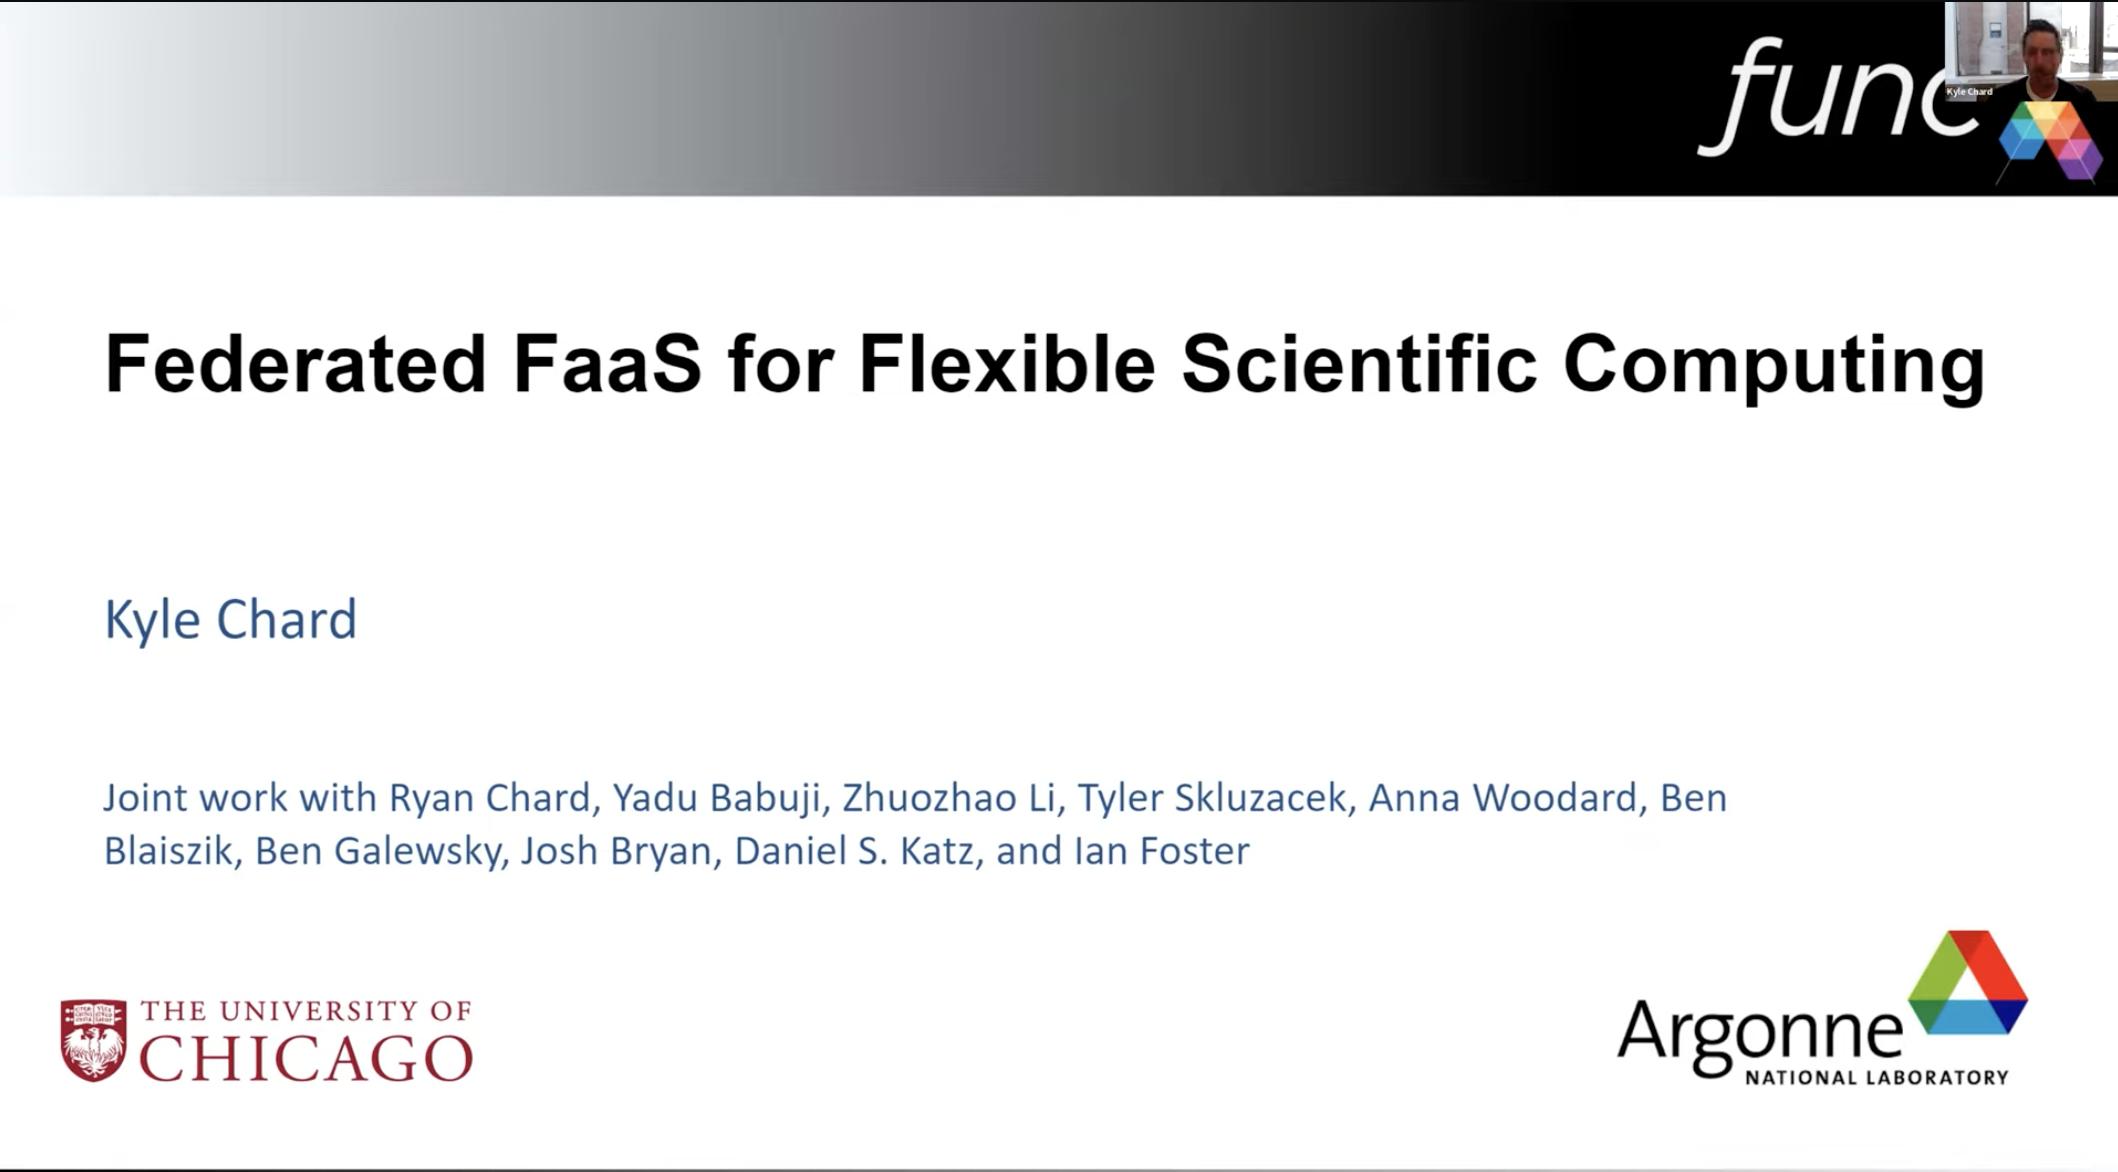 func
Kyle Chard
Federated FaaS for Flexible Scientific Computing
Kyle Chard
Joint work with Ryan Chard, Yadu Babuji, Zhuozhao Li, Tyler Skluzacek, Anna Woodard, Ben
Blaiszik, Ben Galewsky, Josh Bryan, Daniel S. Katz, and Ian Foster
THE UNIVERSITY OF
CHICAGO
Argonne
NATIONAL LABORATORY